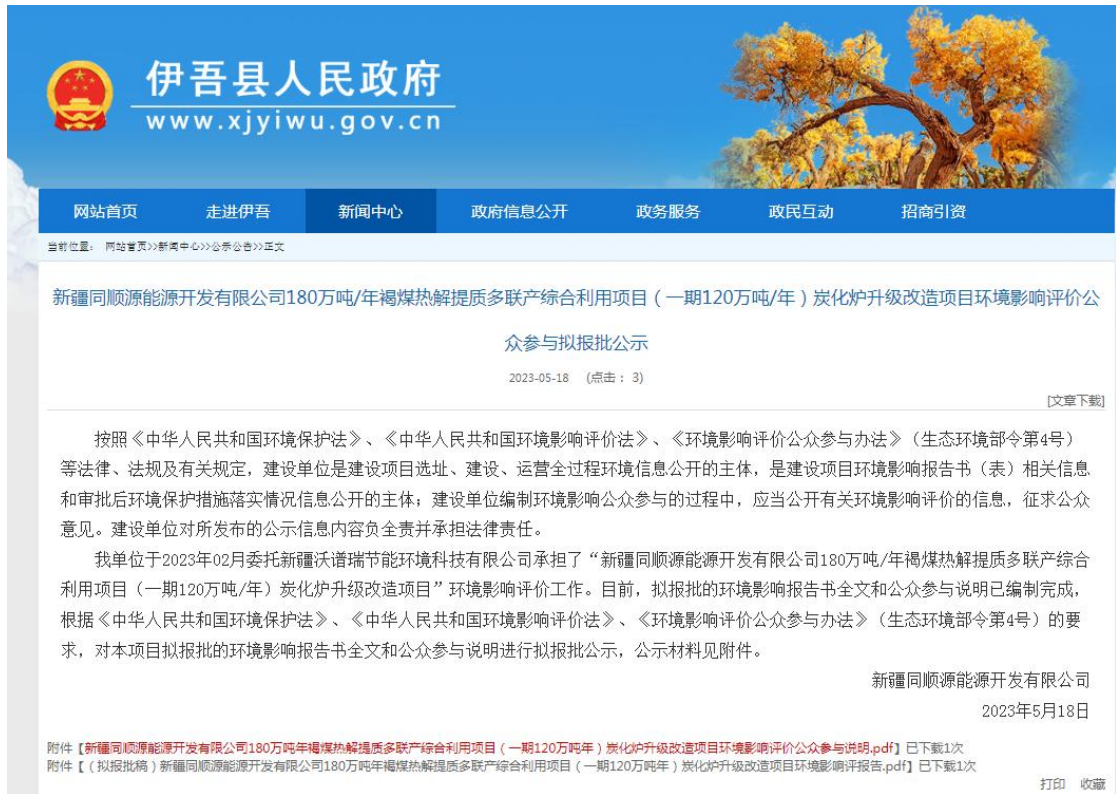 伊吾县人民政府
www.xjyiwu.gov.cn
网站首页 走进伊吾 新闻中心 政府信息公开 政务服务 政民互动 招商引资
当前位置： 网站首页>>新闻中心>>公示公告>>正文
新疆同顺源能源开发有限公司180万吨/年褐煤热解提质多联产综合利用项目（一期120万吨/年）炭化炉升级改造项目环境影响评价公
众参与拟报批公示
2023-05-18 (点击： 3)
[文章下载]
按照《中华人民共和国环境保护法》、《中华人民共和国环境影响评价法》、《环境影响评价公众参与办法》（生态环境部令第4号）
等法律、法规及有关规定，建设单位是建设项目选址、建设、运营全过程环境信息公开的主体，是建设项目环境影响报告书（表）相关信息
和审批后环境保护措施落实情况信息公开的主体；建设单位编制环境影响公众参与的过程中，应当公开有关环境影响评价的信息，征求公众
意见。建设单位对所发布的公示信息内容负全责并承担法律责任。
我单位于2023年02月委托新疆沃谱瑞节能环境科技有限公司承担了“新疆同顺源能源开发有限公司180万吨/年褐煤热解提质多联产综合
利用项目（一期120万吨/年）炭化炉升级改造项目”环境影响评价工作。目前，拟报批的环境影响报告书全文和公众参与说明已编制完成，
根据《中华人民共和国环境保护法》、《中华人民共和国环境影响评价法》、《环境影响评价公众参与办法》（生态环境部令第4号）的要
求，对本项目拟报批的环境影响报告书全文和公众参与说明进行拟报批公示，公示材料见附件。
新疆同顺源能源开发有限公司
2023年5月18日
附件【新疆同顺源能源开发有限公司180万吨年褐煤热解提质多联产综合利用项目（一期120万吨年）炭化炉升级改造项目环境影响评价公众参与说明.pdf】已下载1次
附件【（拟报批稿）新疆同顺源能源开发有限公司180万吨年褐煤热解提质多联产综合利用项目（一期120万吨年）炭化炉升级改造项目环境影响评报告.pdf】已下载1次
打印 收藏